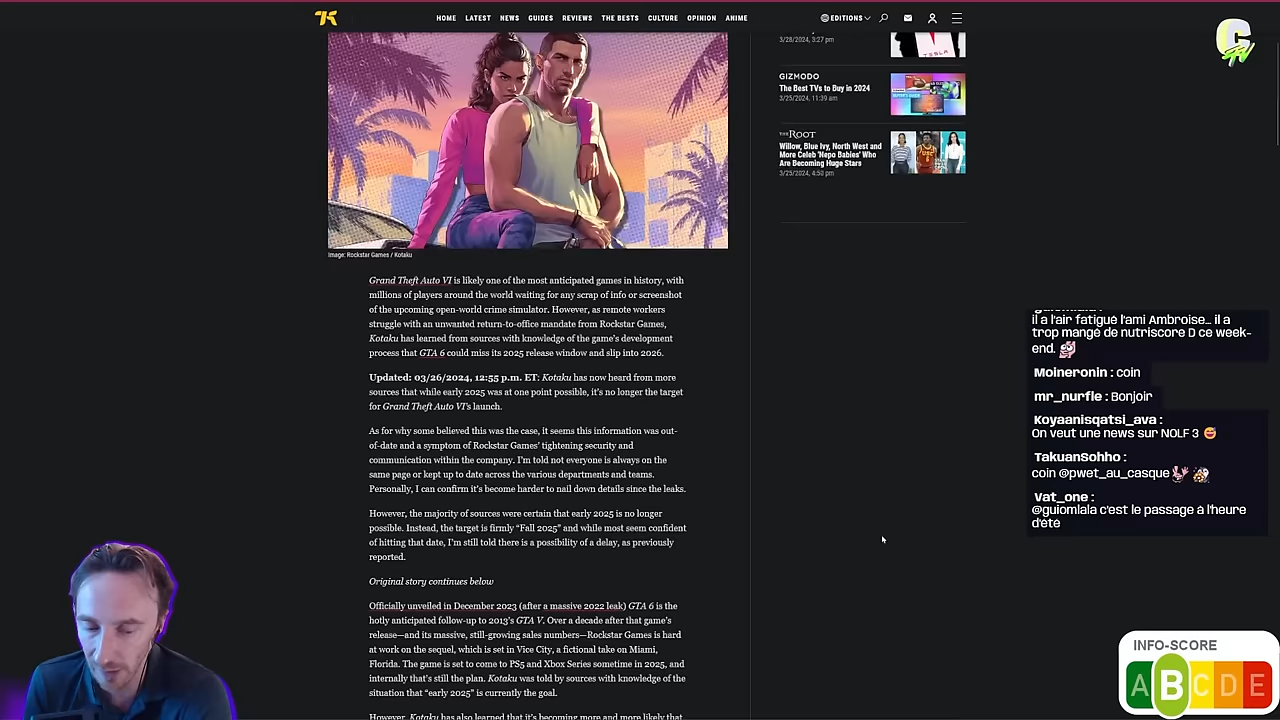 HOME LATEST NEWS GUIDES REVIEWS THE BESTS CULTURE OPINION ANIME
EDITIONS
3/28/2024, 3:27 pm
TESLA
GIZMODO
The Best TVs to Buy in 2024
3/25/2024, 11:39 am
THE ROOT
Willow, Blue Ivy, North West and
More Celeb 'Nepo Babies' Who
Are Becoming Huge Stars
3/25/2024, 4:50 pm
Image: Rockstar Games / Kotaku
Grand Theft Auto VI is likely one of the most anticipated games in history, with
millions of players around the world waiting for any scrap of info or screenshot
of the upcoming open-world crime simulator. However, as remote workers
struggle with an unwanted return-to-office mandate from Rockstar Games,
Kotaku has learned from sources with knowledge of the game's development
process that GTA 6 could miss its 2025 release window and slip into 2026.
Updated: 03/26/2024, 12:55 p.m. ET: Kotaku has now heard from more
sources that while early 2025 was at one point possible, it's no longer the target
for Grand Theft Auto VI's launch.
As for why some believed this was the case, it seems this information was out-
of-date and a symptom of Rockstar Games' tightening security and
communication within the company. I'm told not everyone is always on the
same page or kept up to date across the various departments and teams.
Personally, I can confirm it's become harder to nail down details since the leaks.
However, the majority of sources were certain that early 2025 is no longer
possible. Instead, the target is firmly "Fall 2025" and while most seem confident
of hitting that date, I'm still told there is a possibility of a delay, as previously
reported.
Original story continues below
Officially unveiled in December 2023 (after a massive 2022 leak) GTA 6 is the
hotly anticipated follow-up to 2013's GTA V. Over a decade after that game's
release—and its massive, still-growing sales numbers—Rockstar Games is hard
at work on the sequel, which is set in Vice City, a fictional take on Miami,
Florida. The game is set to come to PS5 and Xbox Series sometime in 2025, and
internally that's still the plan. Kotaku was told by sources with knowledge of the
situation that "early 2025" is currently the goal.
However, Kotaku has also learned that it's becoming more and more likely that
guiomlala :
il a l'air fatigué l'ami Ambroise... il a
trop mangé de nutriscore D ce week-
end.
Moineronin : coin
mr_nurfle : Bonjoir
Koyaanisqatsi_ava :
On veut une news sur NOLF 3
TakuanSohho :
coin @pwet_au_casque
Vat_one :
@guiomlala c'est le passage à l'heure
d'été
INFO-SCORE
A B C D E